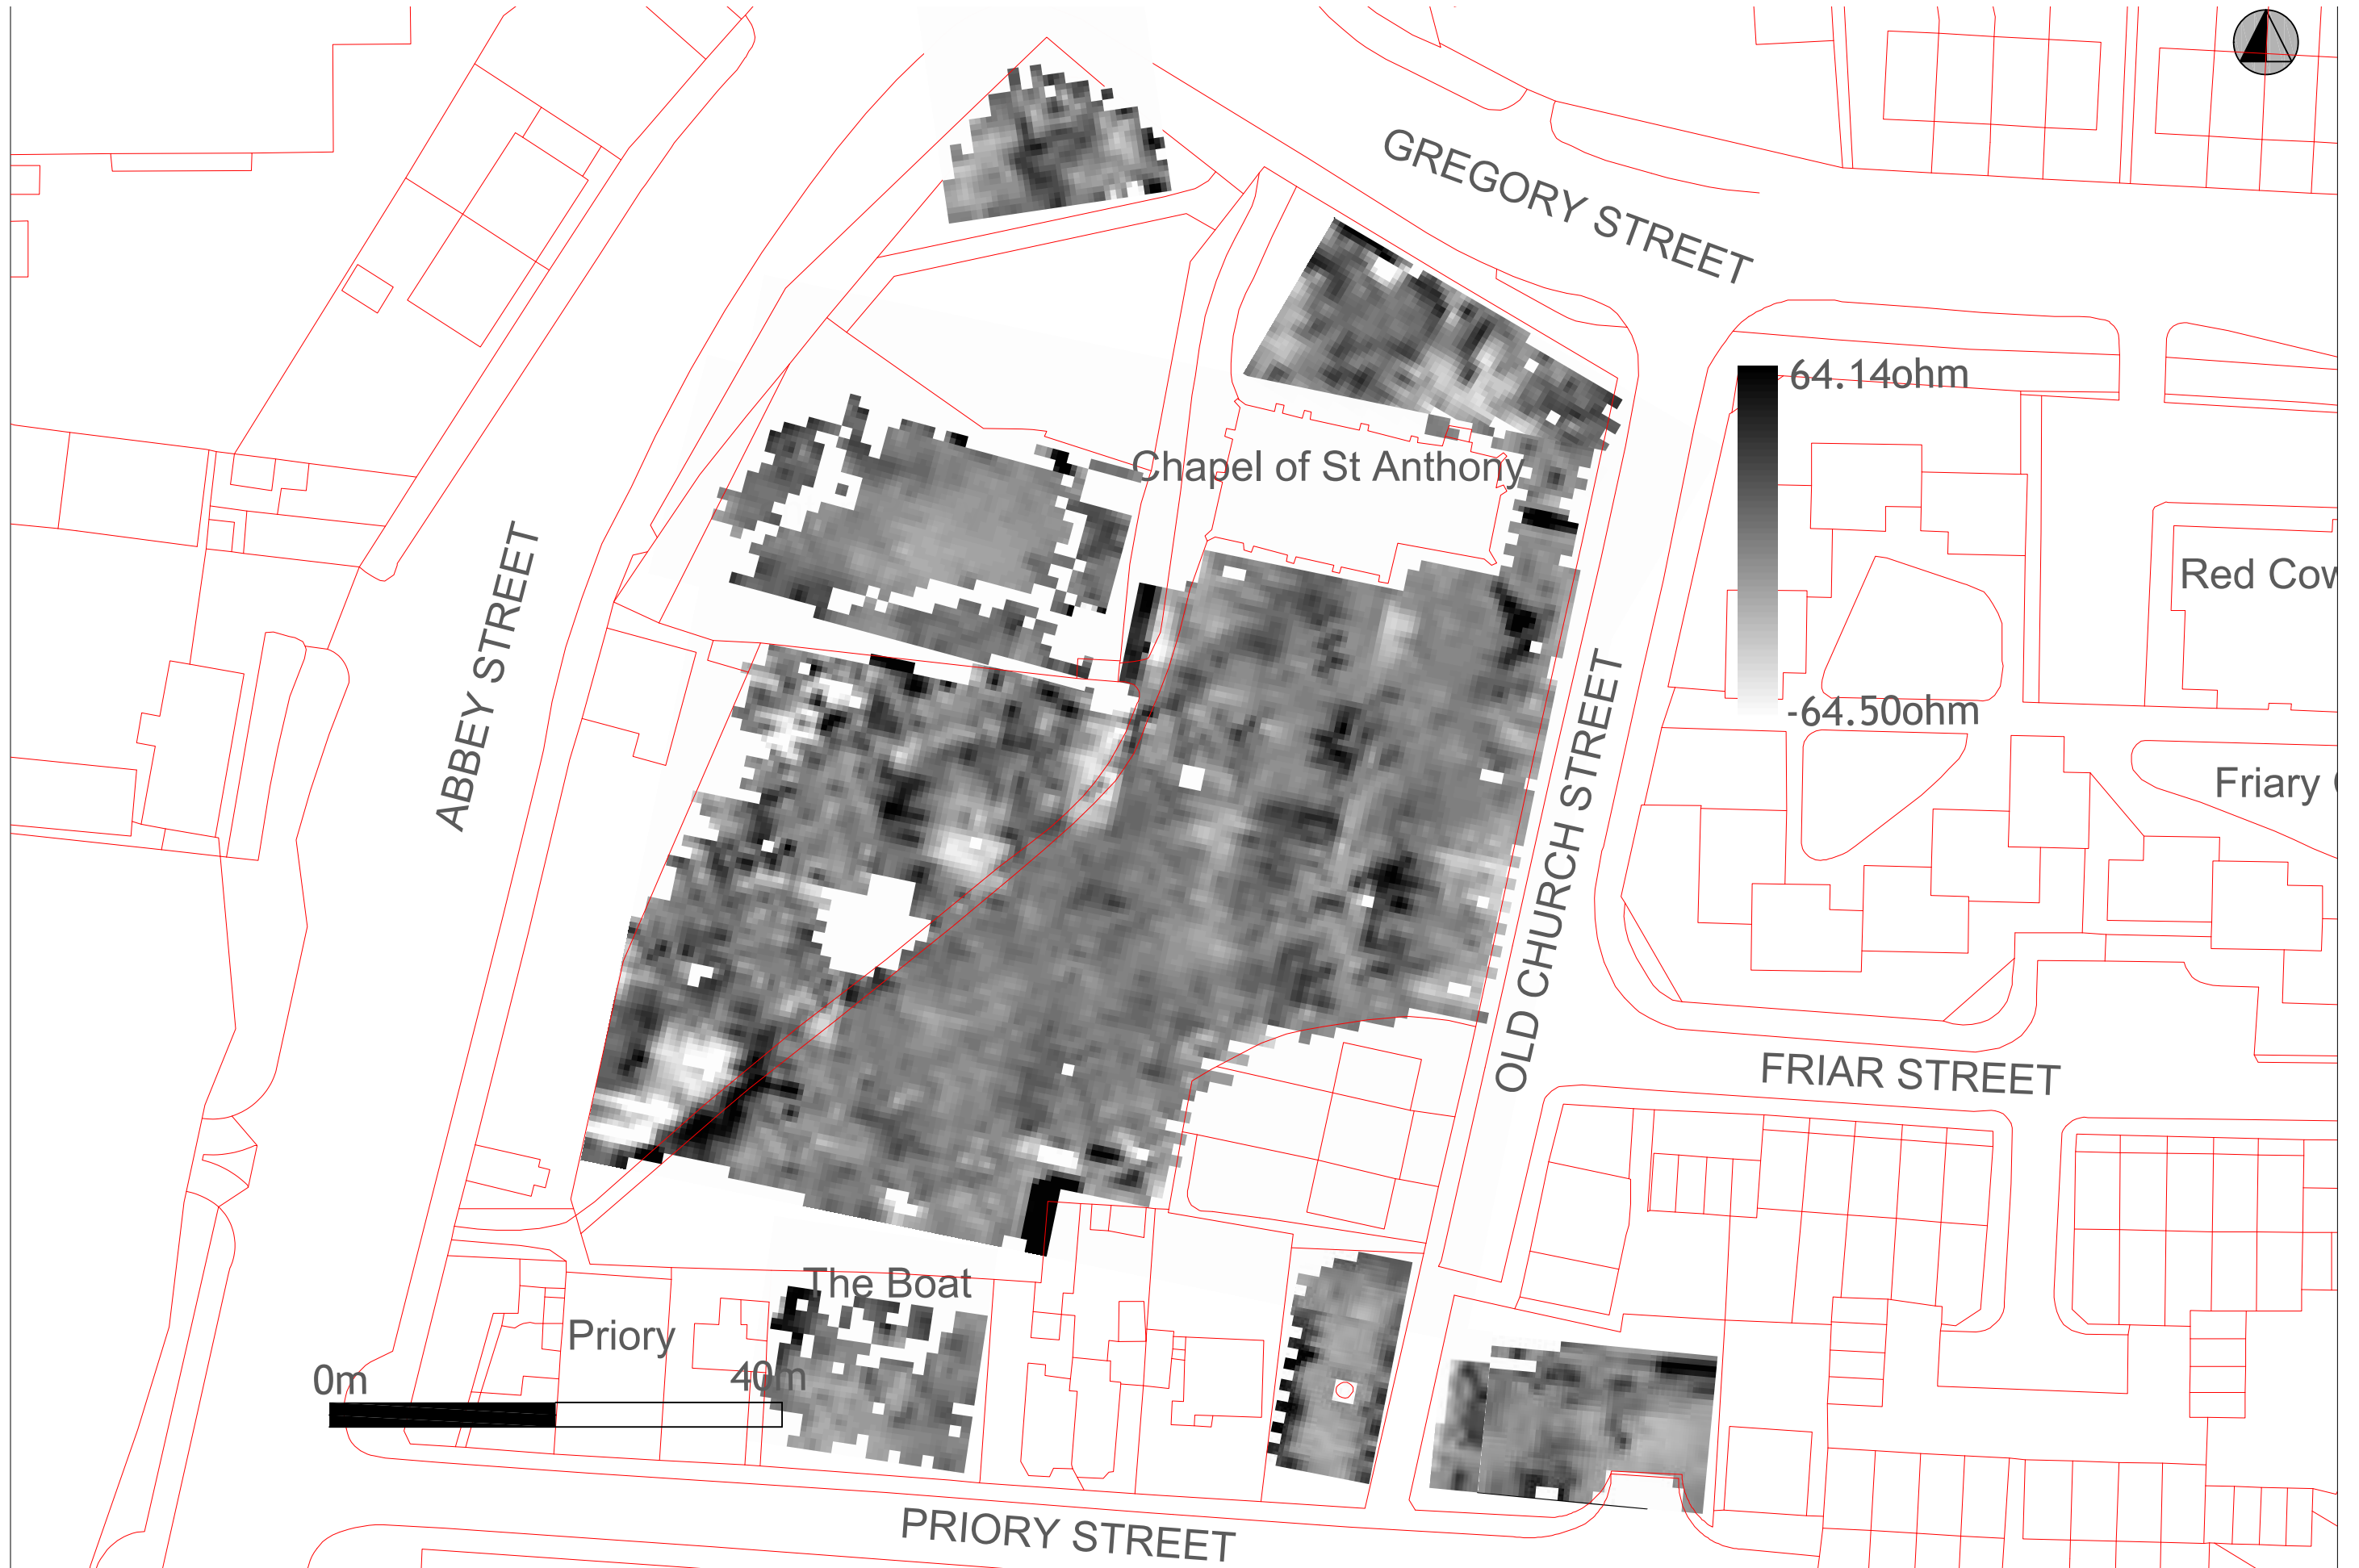 GREGORY STREET
64.14ohm
Chapel of St Anthony
Red Cow
ABBEY STREET
-64.50ohm
Friary
OLD CHURCH STREET
FRIAR STREET
The Boat
Priory
0m
40m
PRIORY STREET